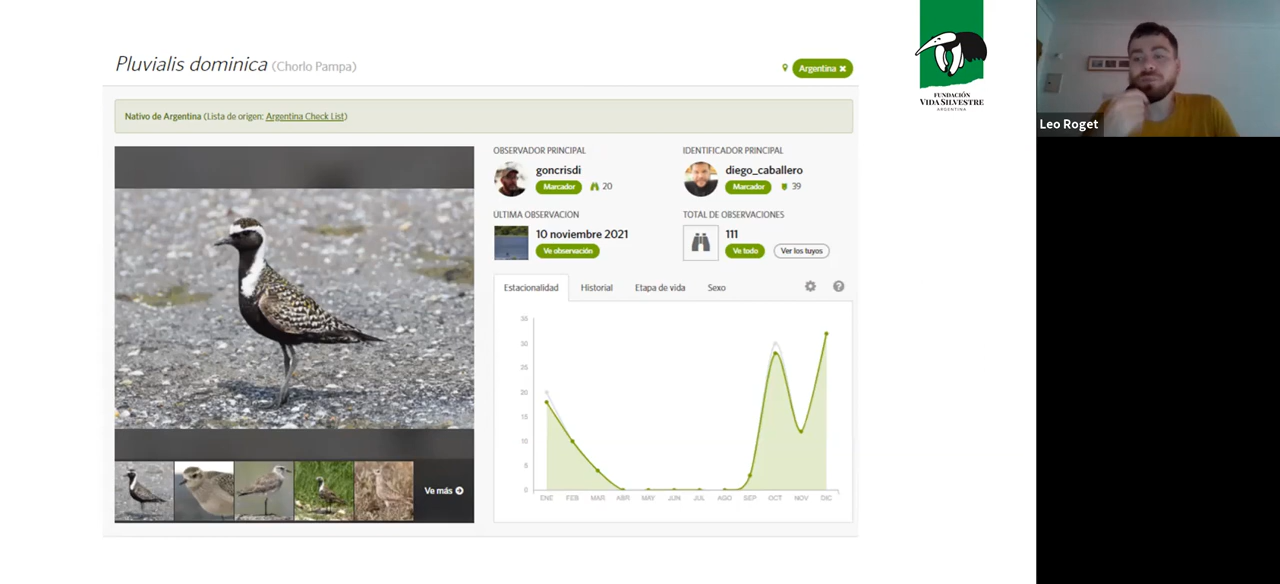 Pluvialis dominica (Chorlo Pampa)
Argentina ✖
Nativo de Argentina (Lista de origen: Argentina Check List)
OBSERVADOR PRINCIPAL
goncrisdi
Marcador 20
IDENTIFICADOR PRINCIPAL
diego_caballero
Marcador 39
ÚLTIMA OBSERVACIÓN
10 noviembre 2021
Ve observación
TOTAL DE OBSERVACIONES
111
Ve todo Ver los tuyos
Estacionalidad Historial Etapa de vida Sexo
?
35
30
25
20
15
10
5
0
ENE FEB MAR ABR MAY JUN JUL AGO SEP OCT NOV DIC
Ve más
FUNDACIÓN
VIDA SILVESTRE
ARGENTINA
Leo Roget